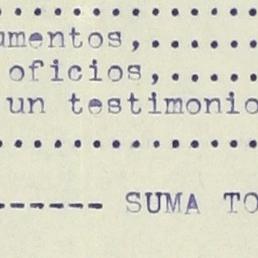 ..........
umentos,.......
oficios,......
un testimonio
..........
------ SUMA TO